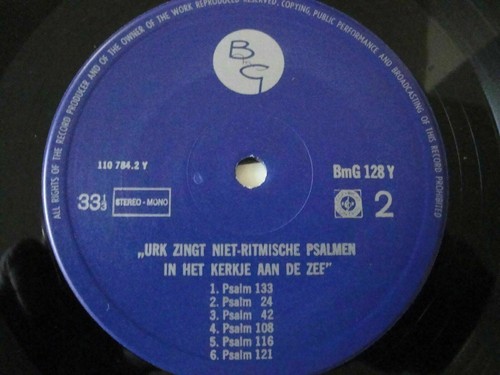 ALL RIGHTS OF THE RECORD PRODUCER AND OF THE OWNER OF THE WORK REPRODUCED RESERVED. COPYING, PUBLIC PERFORMANCE AND BROADCASTING OF THIS RECORD PROHIBITED
B G
110 784.2 Y
BmG 128 Y
33⅓
STEREO - MONO
2
„URK ZINGT NIET-RITMISCHE PSALMEN
IN HET KERKJE AAN DE ZEE”
1. Psalm 133
2. Psalm 24
3. Psalm 42
4. Psalm 108
5. Psalm 116
6. Psalm 121